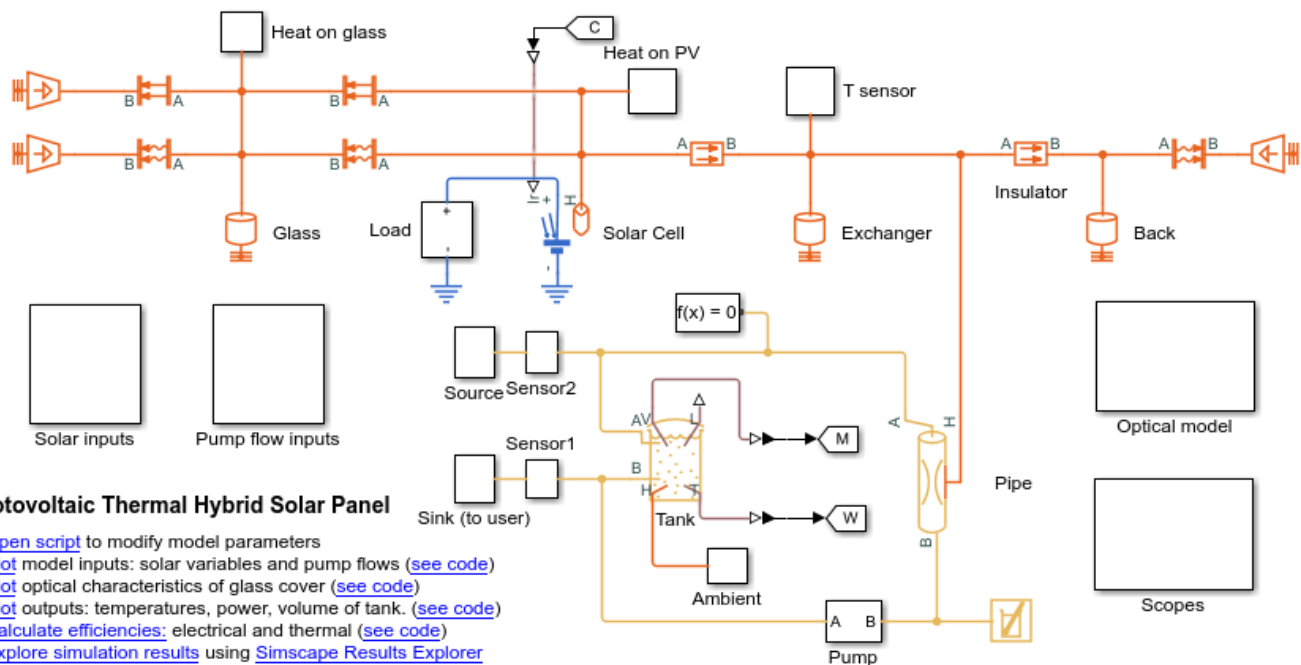 C
Heat on glass
Heat on PV
T sensor
B A B A
A B A B A B
B A B A
Insulator
Ir + H
Load + -
Glass
Solar Cell
Exchanger
Back
-
f(x) = 0
Source Sensor2
Solar inputs
Pump flow inputs
Optical model
AV L
A H
M
Sensor1
B
H T
Tank
W
Sink (to user)
Pipe
B
Ambient
Scopes
A B
Pump
otovoltaic Thermal Hybrid Solar Panel
pen script to modify model parameters
ot model inputs: solar variables and pump flows (see code)
ot optical characteristics of glass cover (see code)
ot outputs: temperatures, power, volume of tank. (see code)
alculate efficiencies: electrical and thermal (see code)
xplore simulation results using Simscape Results Explorer